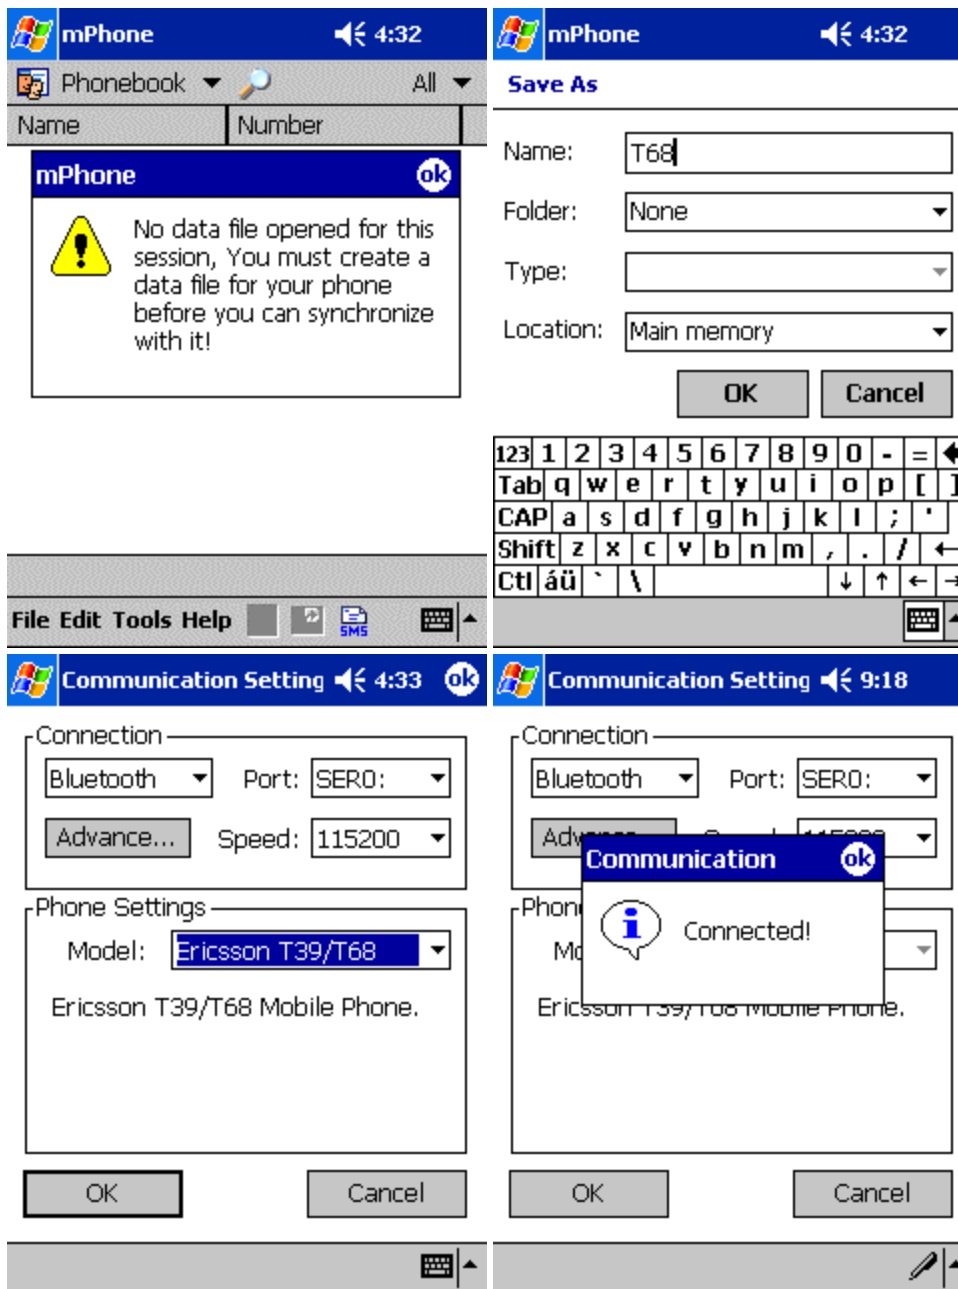 mPhone 4:32
Phonebook All
Name Number
mPhone ok
No data file opened for this
session, You must create a
data file for your phone
before you can synchronize
with it!
File Edit Tools Help SMS
mPhone 4:32
Save As
Name: T68
Folder: None
Type:
Location: Main memory
OK Cancel
123 1 2 3 4 5 6 7 8 9 0 - =
Tab q w e r t y u i o p [ ]
CAP a s d f g h j k l ; '
Shift z x c v b n m , . /
Ctl áü ` \
Communication Setting 4:33 ok
Connection
Bluetooth Port: SER0:
Advance... Speed: 115200
Phone Settings
Model: Ericsson T39/T68
Ericsson T39/T68 Mobile Phone.
OK Cancel
Communication Setting 9:18
Connection
Bluetooth Port: SER0:
Communication ok
Connected!
Ericsson T39/T68 Mobile Phone.
OK Cancel